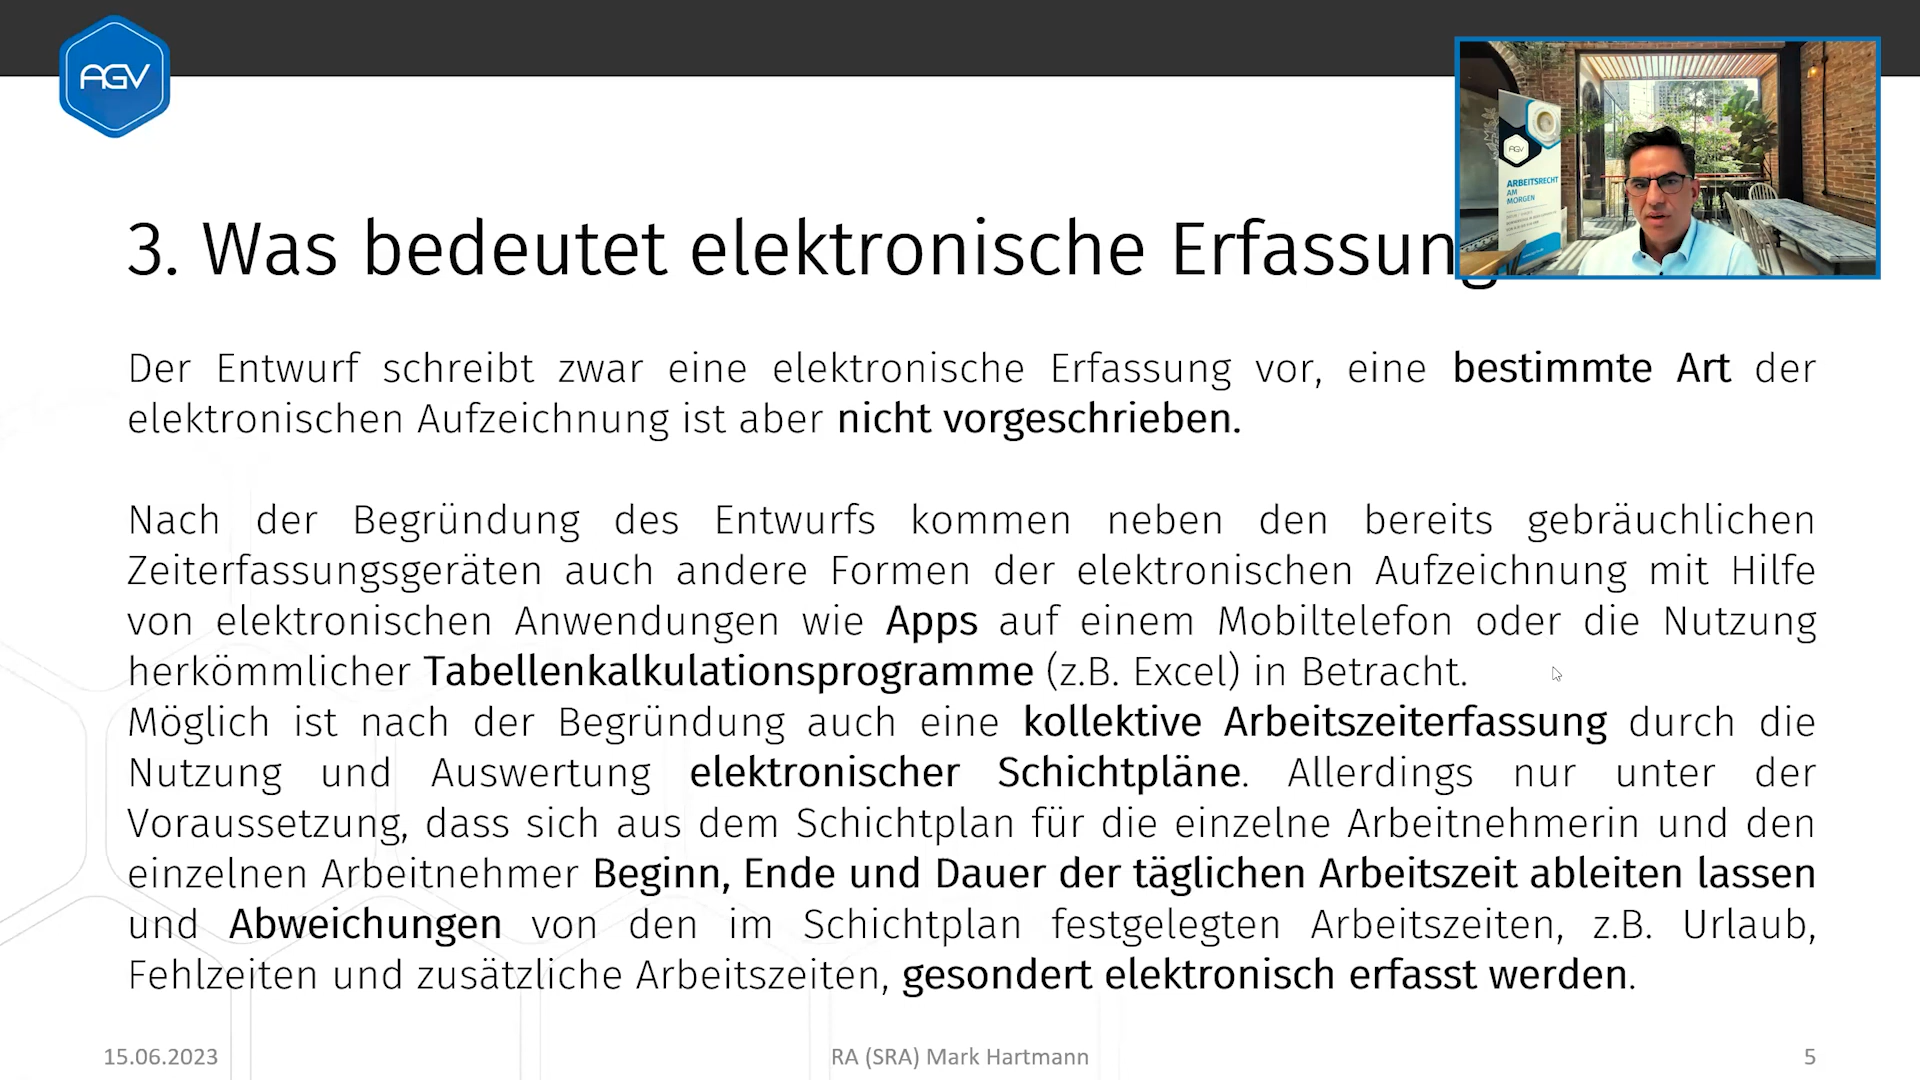 AGV
AGV
ARBEITSRECHT
AM
MORGEN
3. Was bedeutet elektronische Erfassung
Der Entwurf schreibt zwar eine elektronische Erfassung vor, eine bestimmte Art der
elektronischen Aufzeichnung ist aber nicht vorgeschrieben.
Nach der Begründung des Entwurfs kommen neben den bereits gebräuchlichen
Zeiterfassungsgeräten auch andere Formen der elektronischen Aufzeichnung mit Hilfe
von elektronischen Anwendungen wie Apps auf einem Mobiltelefon oder die Nutzung
herkömmlicher Tabellenkalkulationsprogramme (z.B. Excel) in Betracht.
Möglich ist nach der Begründung auch eine kollektive Arbeitszeiterfassung durch die
Nutzung und Auswertung elektronischer Schichtpläne. Allerdings nur unter der
Voraussetzung, dass sich aus dem Schichtplan für die einzelne Arbeitnehmerin und den
einzelnen Arbeitnehmer Beginn, Ende und Dauer der täglichen Arbeitszeit ableiten lassen
und Abweichungen von den im Schichtplan festgelegten Arbeitszeiten, z.B. Urlaub,
Fehlzeiten und zusätzliche Arbeitszeiten, gesondert elektronisch erfasst werden.
15.06.2023
RA (SRA) Mark Hartmann
5